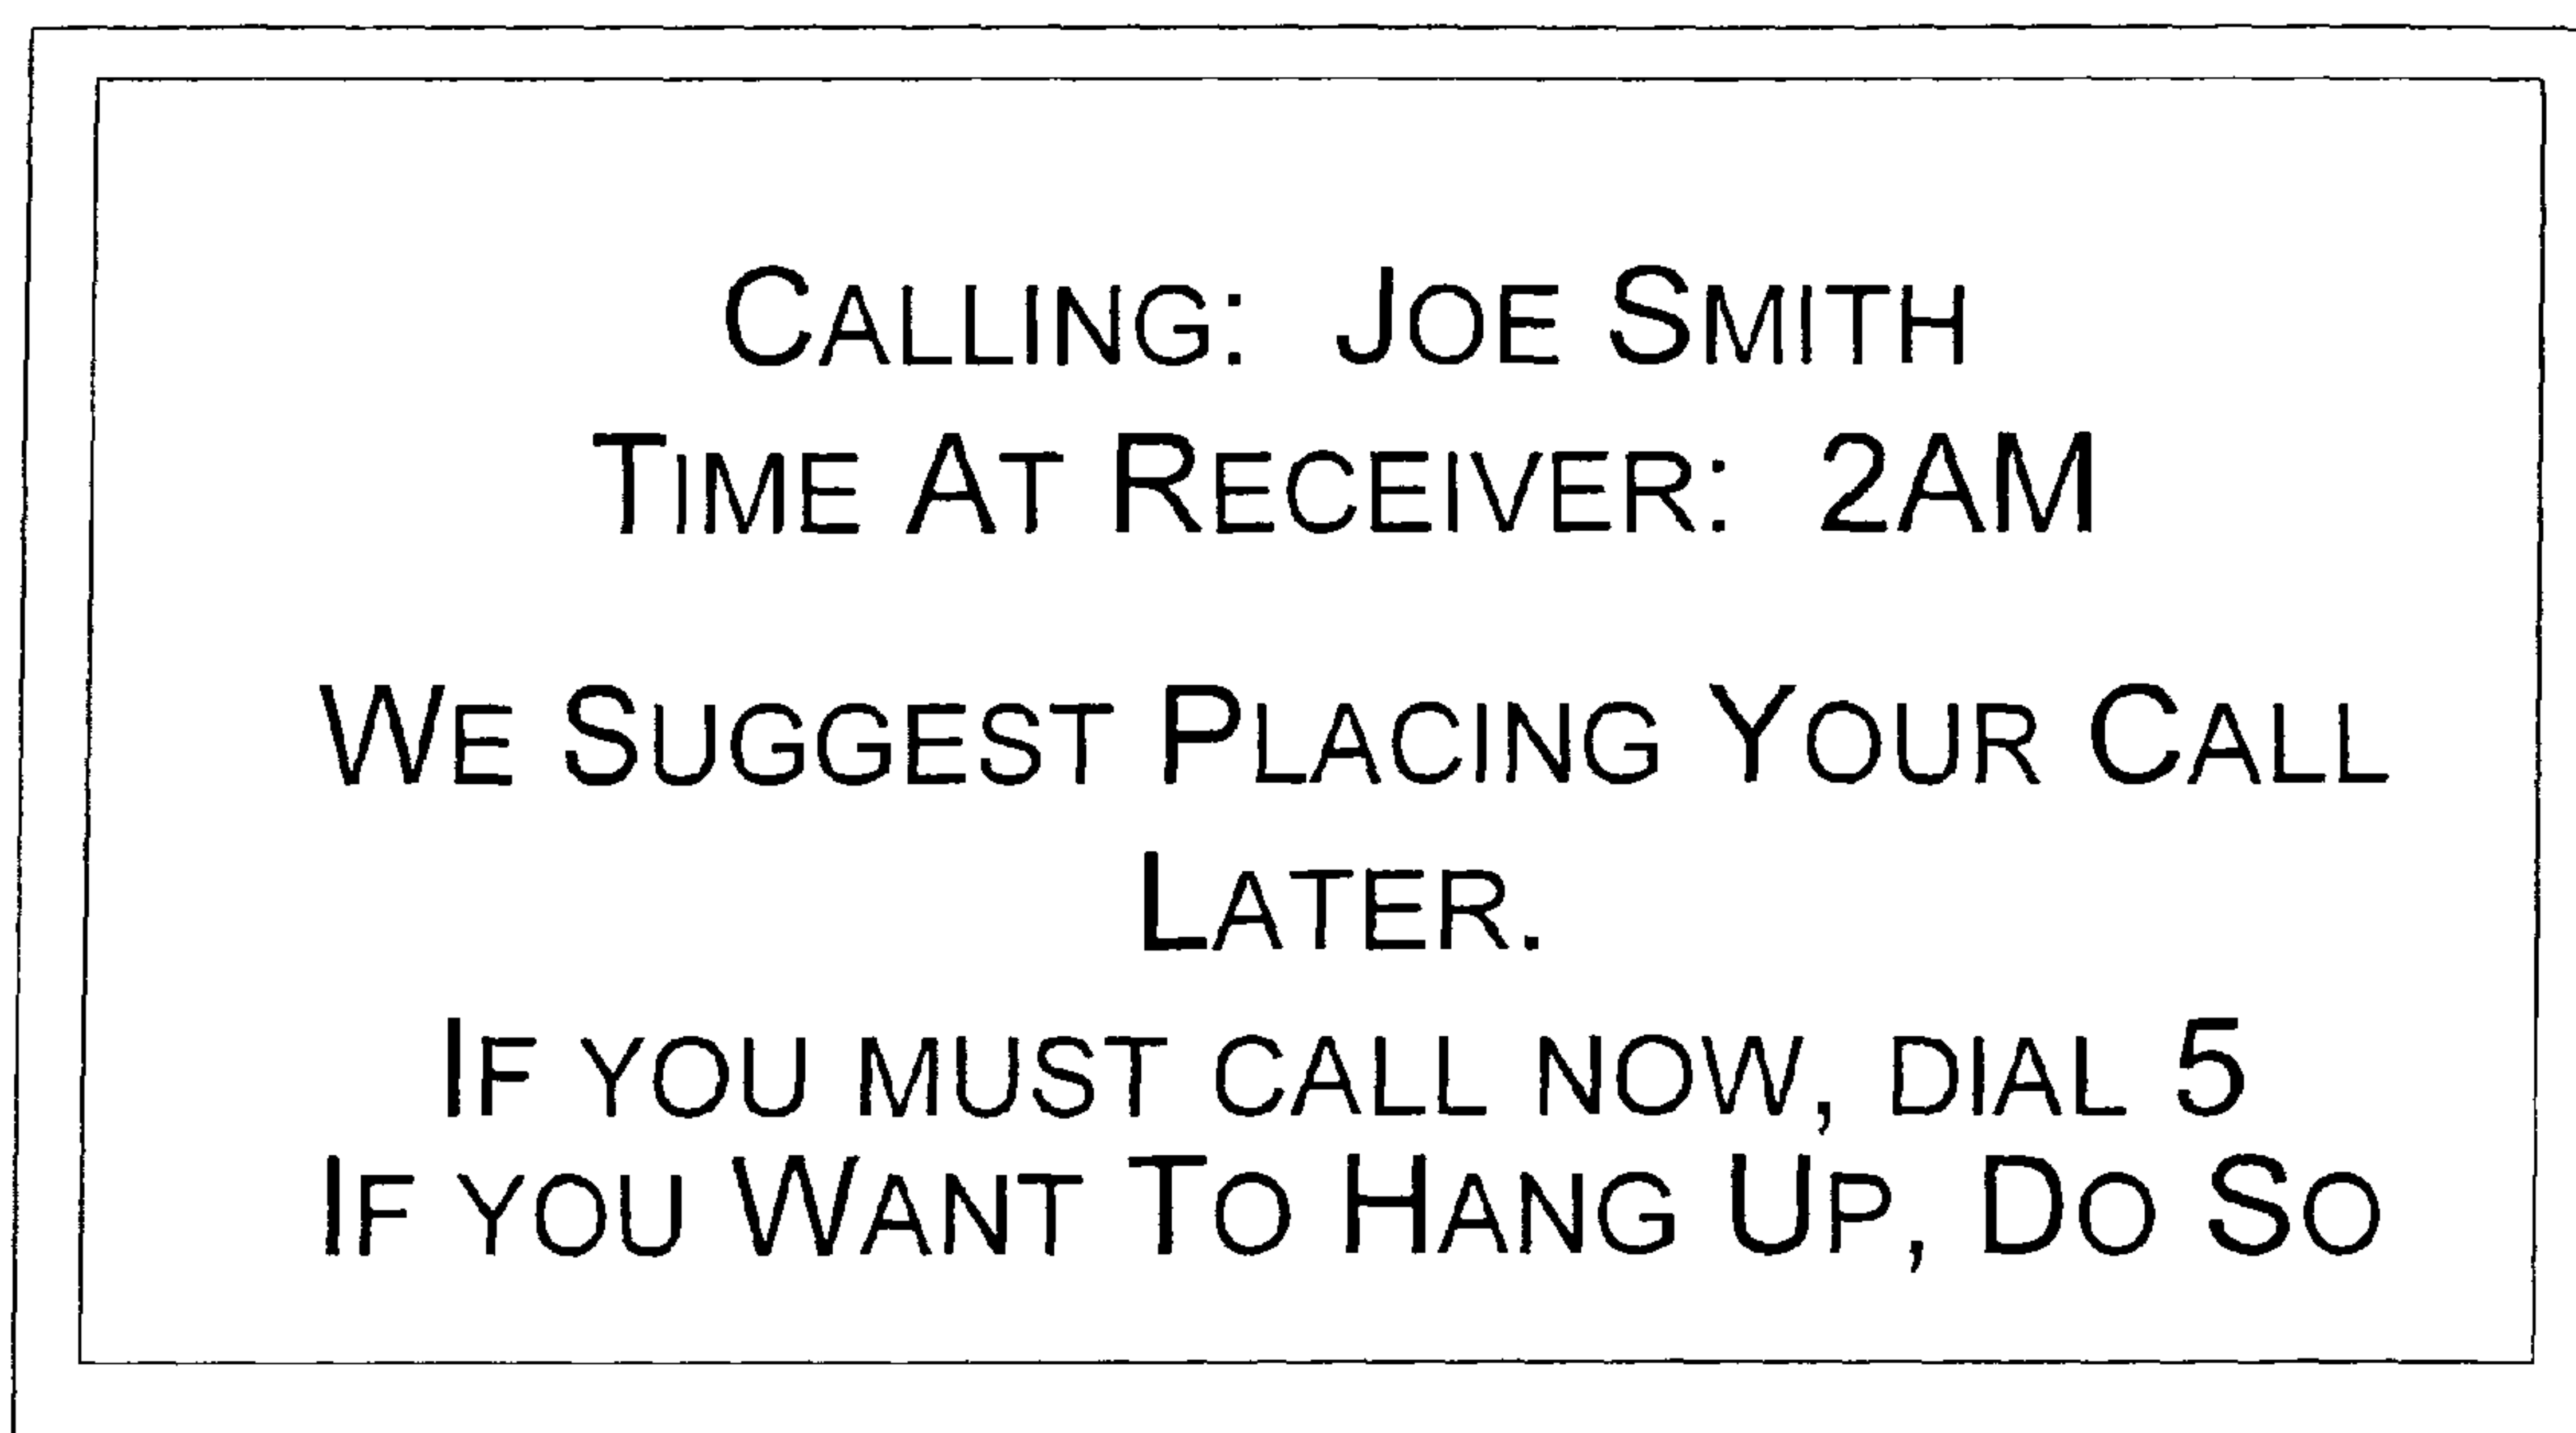 Calling: Joe Smith
Time At Receiver: 2AM
We Suggest Placing Your Call
Later.
If you must call now, dial 5
If you Want To Hang Up, Do So